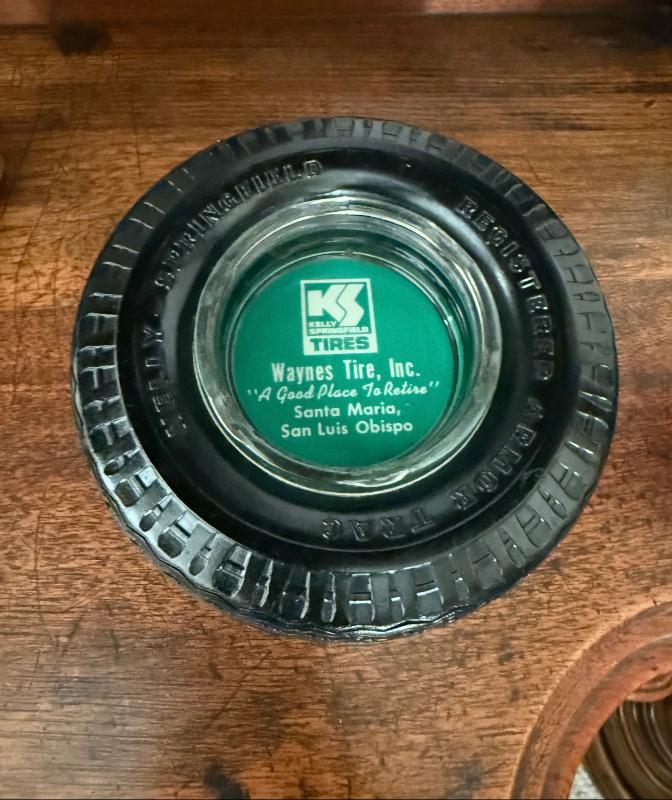 KELLY SPRINGFIELD
REGISTERED ARMOR TRAC
KS
KELLY
SPRINGFIELD
TIRES
Waynes Tire, Inc.
"A Good Place To Retire"
Santa Maria,
San Luis Obispo